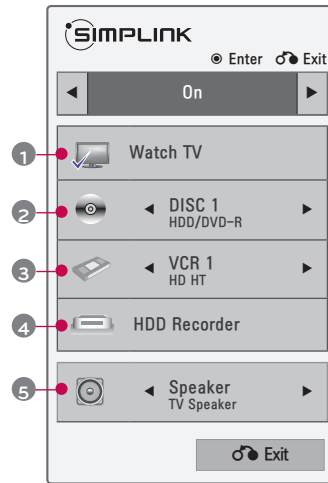 SIMPLINK
Enter Exit
On
1 Watch TV
2 DISC 1
HDD/DVD-R
3 VCR 1
HD HT
4 HDD Recorder
5 Speaker
TV Speaker
Exit